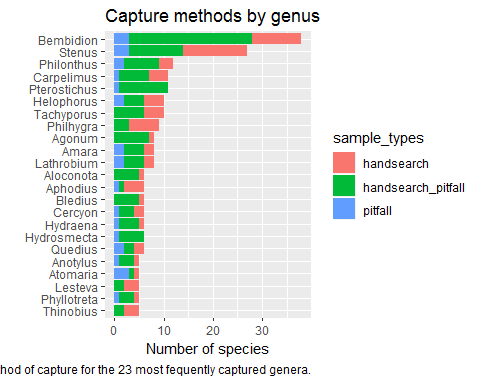 Capture methods by genus
Bembidion
Stenus
Philonthus
Carpelimus
Pterostichus
Helophorus
Tachyporus
Philhygra
Agonum
Amara
Lathrobium
Aloconota
Aphodius
Bledius
Cercyon
Hydraena
Hydrosmecta
Quedius
Anotylus
Atomaria
Lesteva
Phyllotreta
Thinobius
0 10 20 30
Number of species
sample_types
handsearch
handsearch_pitfall
pitfall
hod of capture for the 23 most fequently captured genera.